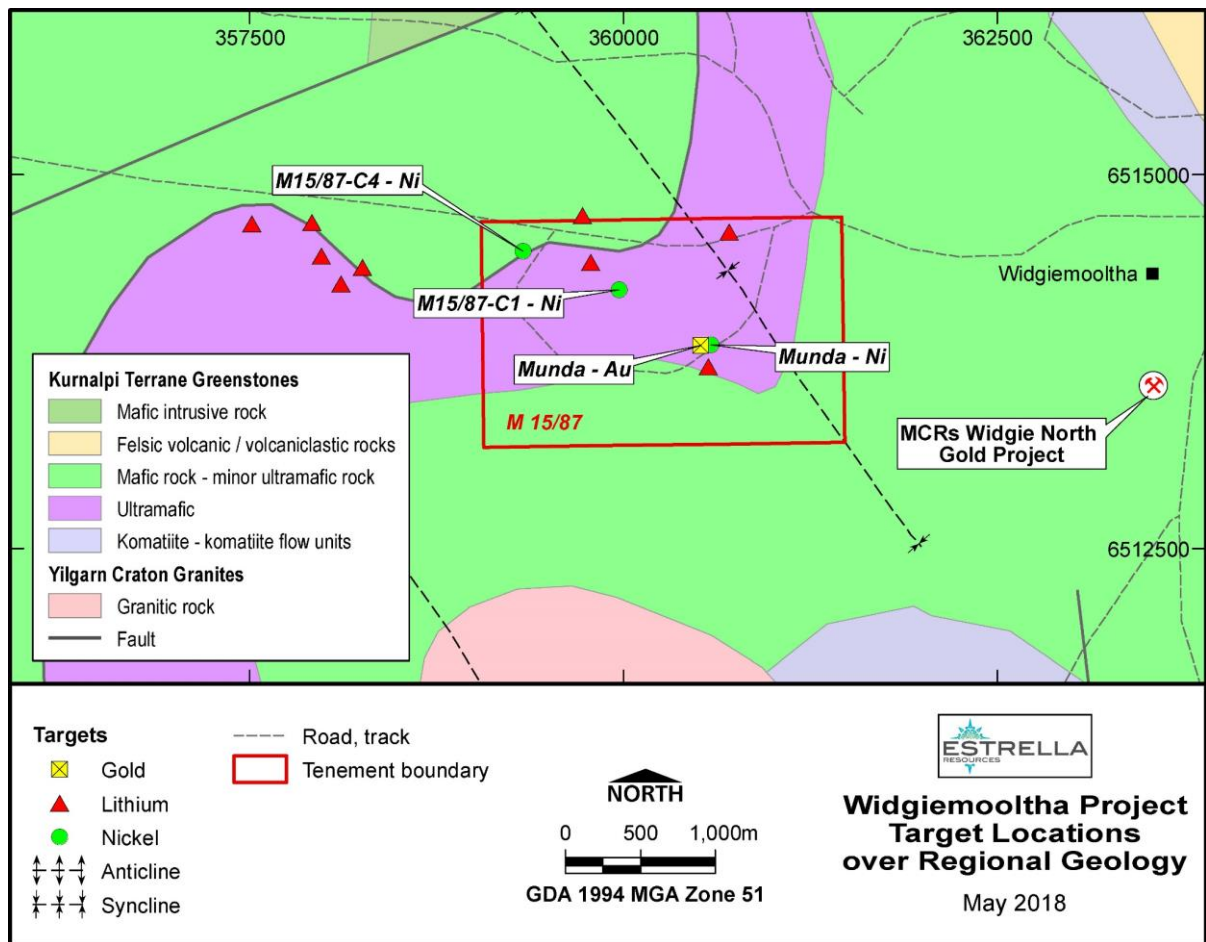 357500
360000
362500
6515000
M15/87-C4 - Ni
Widgiemooltha
M15/87-C1 - Ni
Munda - Au
Munda - Ni
M 15/87
MCRs Widgie North
Gold Project
6512500
Kurnalpi Terrane Greenstones
Mafic intrusive rock
Felsic volcanic / volcaniclastic rocks
Mafic rock - minor ultramafic rock
Ultramafic
Komatiite - komatiite flow units
Yilgarn Craton Granites
Granitic rock
Fault
Targets
Gold
Lithium
Nickel
Anticline
Syncline
Road, track
Tenement boundary
NORTH
0 500 1,000m
GDA 1994 MGA Zone 51
ESTRELLA
RESOURCES
Widgiemooltha Project
Target Locations
over Regional Geology
May 2018